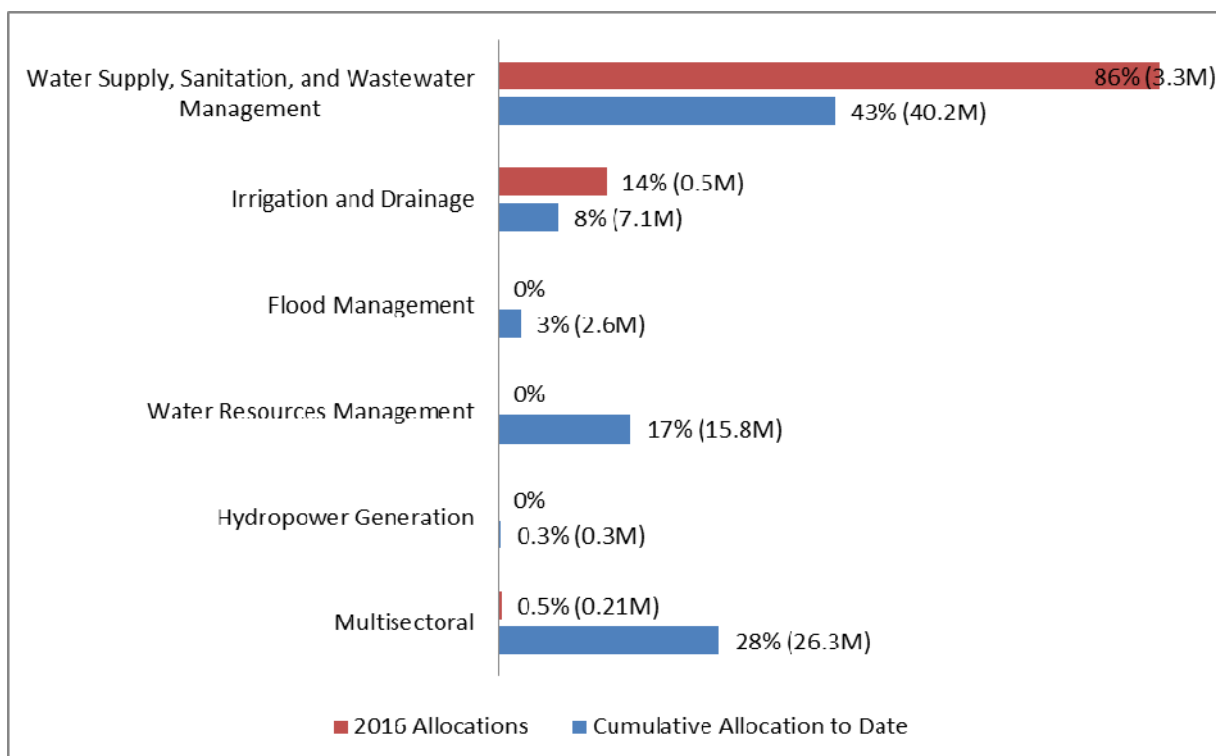 Water Supply, Sanitation, and Wastewater
Management
86% (3.3M)
43% (40.2M)
Irrigation and Drainage
14% (0.5M)
8% (7.1M)
Flood Management
0%
3% (2.6M)
Water Resources Management
0%
17% (15.8M)
Hydropower Generation
0%
0.3% (0.3M)
Multisectoral
0.5% (0.21M)
28% (26.3M)
2016 Allocations
Cumulative Allocation to Date